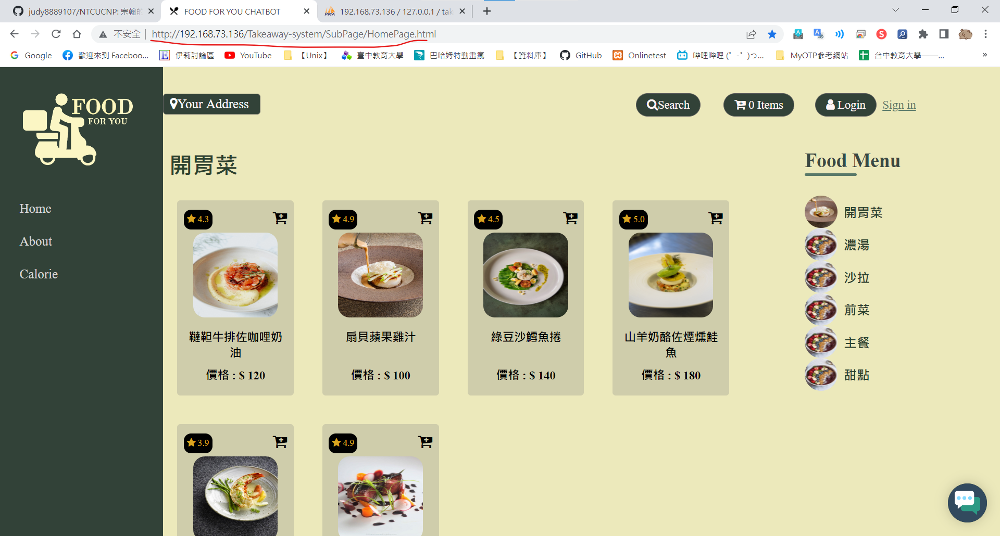 judy8889107/NTCUCNP: 宗翰的
FOOD FOR YOU CHATBOT
192.168.73.136 / 127.0.0.1 / tak
不安全
http://192.168.73.136/Takeaway-system/SubPage/HomePage.html
Google
歡迎來到 Faceboo...
伊莉討論區
YouTube
【Unix】
臺中教育大學
巴哈姆特動畫瘋
【資料庫】
GitHub
Onlinetest
哔哩哔哩 (゜-゜)つ...
MyOTP參考網站
台中教育大學——...
»
FOOD
FOR YOU
Your Address
Search
0 Items
Login
Sign in
Home
About
Calorie
開胃菜
4.3
4.9
4.5
5.0
韃靼牛排佐咖哩奶
油
價格 : $ 120
扇貝蘋果雞汁
價格 : $ 100
綠豆沙鱈魚捲
價格 : $ 140
山羊奶酪佐煙燻鮭
魚
價格 : $ 180
3.9
4.9
Food Menu
開胃菜
濃湯
沙拉
前菜
主餐
甜點